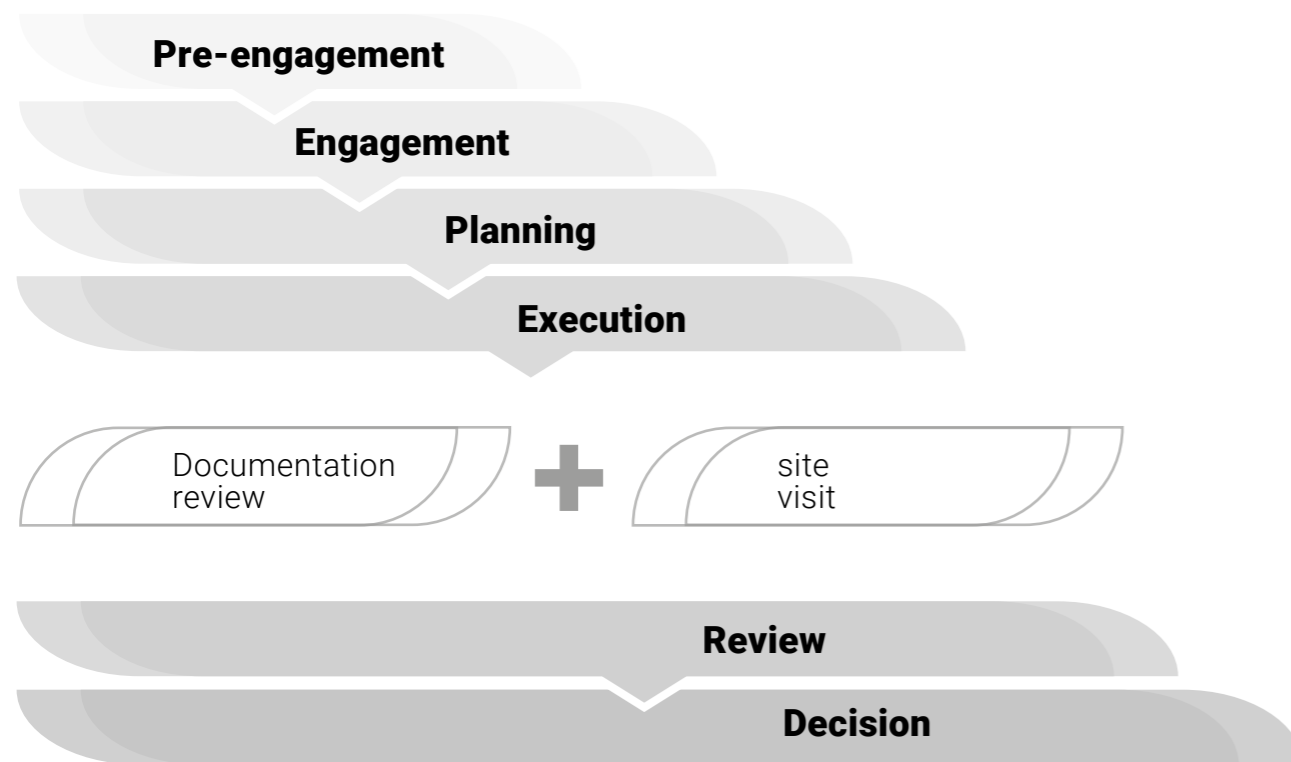 Pre-engagement
Engagement
Planning
Execution
Documentation
review
site
visit
Review
Decision